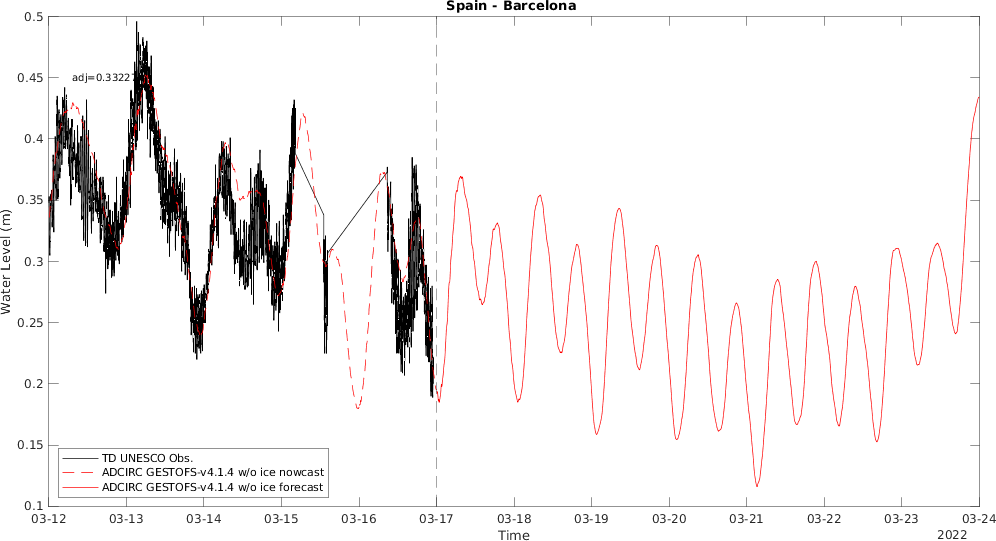 Spain - Barcelona
0.5
0.45
0.4
0.35
0.3
0.25
0.2
0.15
0.1
Water Level (m)
adj=0.33227
TD UNESCO Obs.
ADCIRC GESTOFS-v4.1.4 w/o ice nowcast
ADCIRC GESTOFS-v4.1.4 w/o ice forecast
03-12 03-13 03-14 03-15 03-16 03-17 03-18 03-19 03-20 03-21 03-22 03-23 03-24
Time
2022